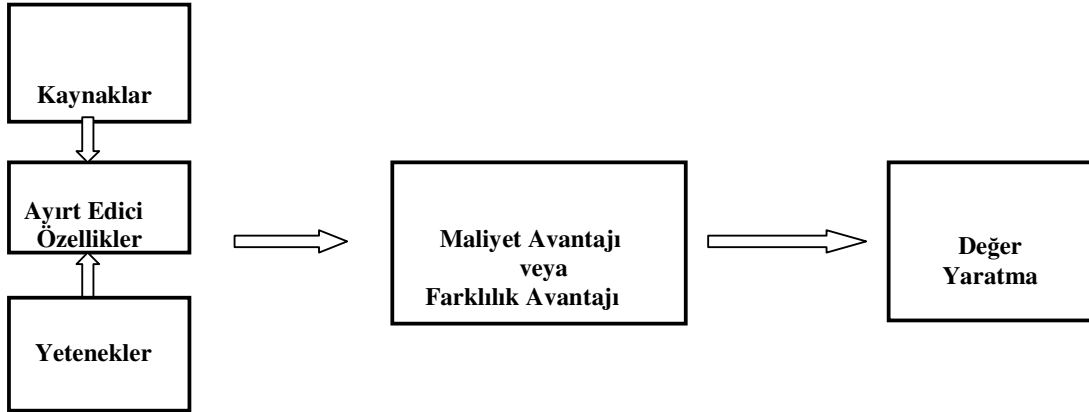 Kaynaklar
Ayırt Edici
Özellikler
Yetenekler
Maliyet Avantajı
veya
Farklılık Avantajı
Değer
Yaratma